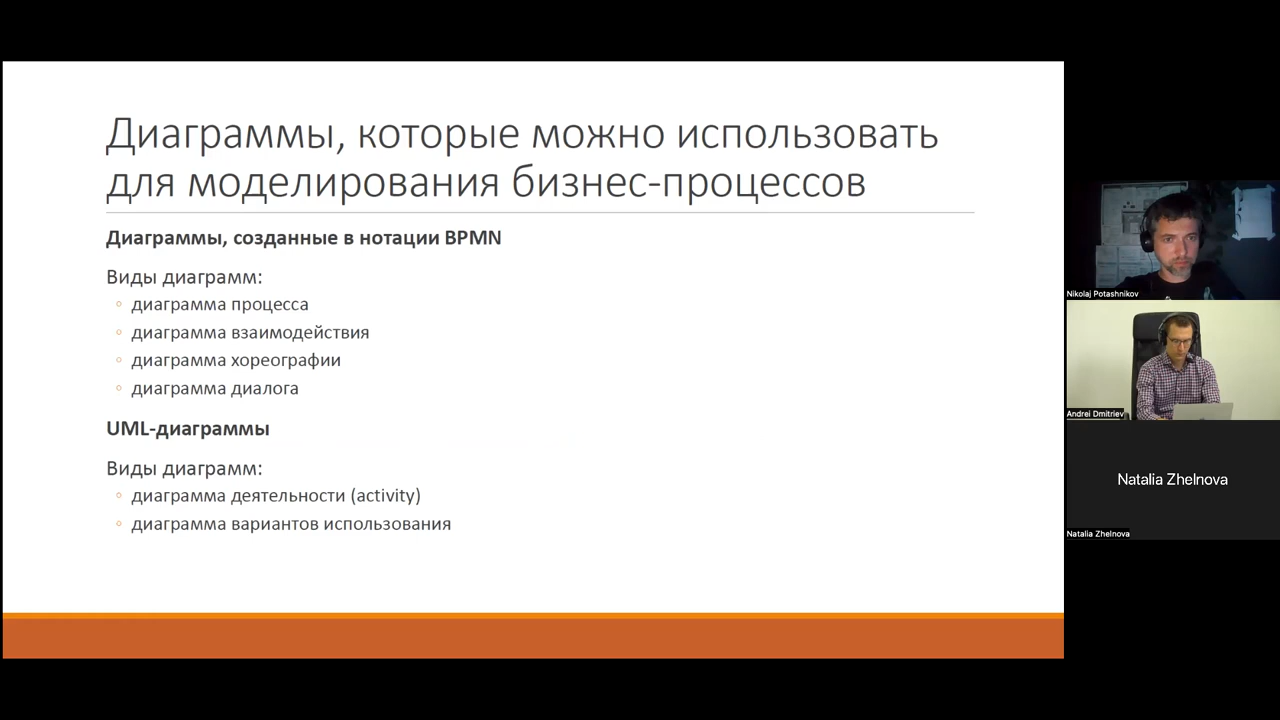 Диаграммы, которые можно использовать
для моделирования бизнес-процессов
Диаграммы, созданные в нотации BPMN
Виды диаграмм:
диаграмма процесса
диаграмма взаимодействия
диаграмма хореографии
диаграмма диалога
UML-диаграммы
Виды диаграмм:
диаграмма деятельности (activity)
диаграмма вариантов использования
Nikolaj Potashnikov
Andrei Dmitriev
Natalia Zhelnova
Natalia Zhelnova